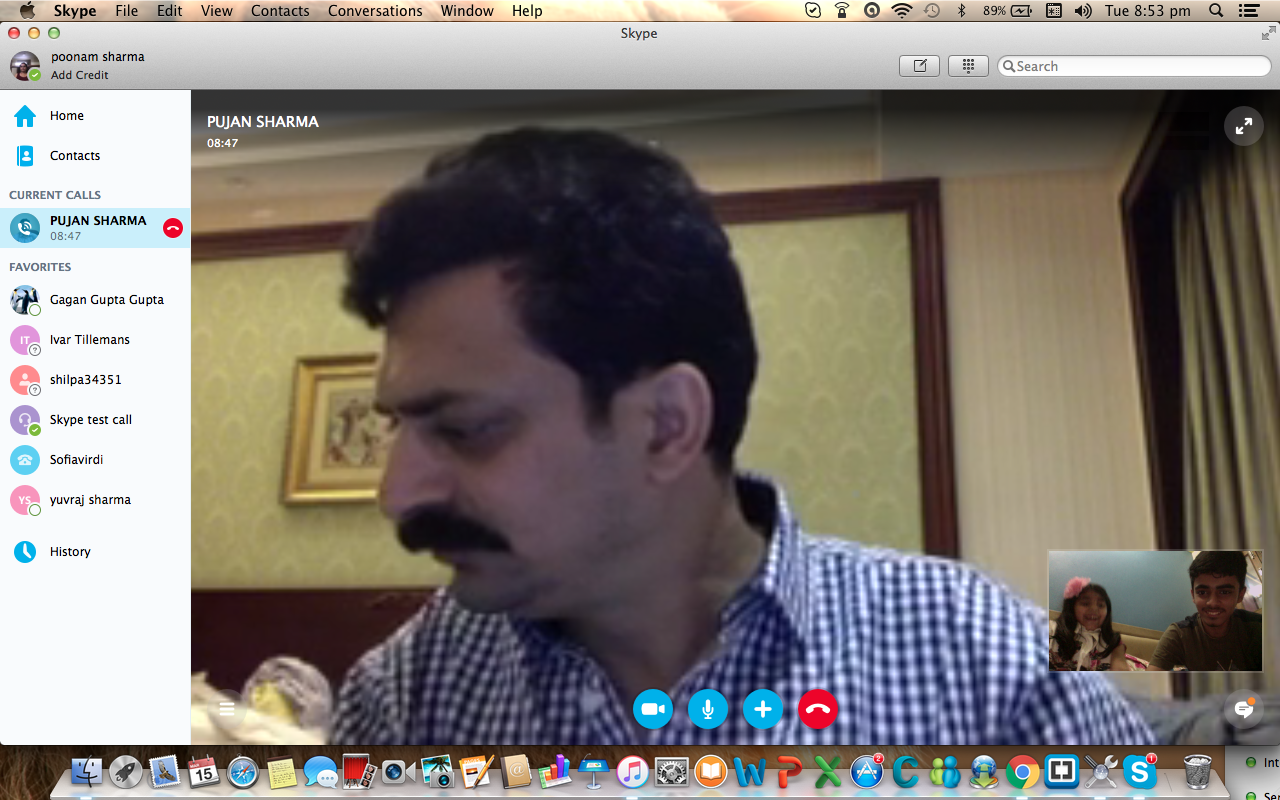 Skype File Edit View Contacts Conversations Window Help 89% Tue 8:53 pm
Skype
poonam sharma
Add Credit
Search
Home
Contacts
CURRENT CALLS
PUJAN SHARMA
08:47
FAVORITES
Gagan Gupta Gupta
IT Ivar Tillemans
shilpa34351
Skype test call
Sofiavirdi
YS yuvraj sharma
History
PUJAN SHARMA
08:47
15
2
1
Int
Ser